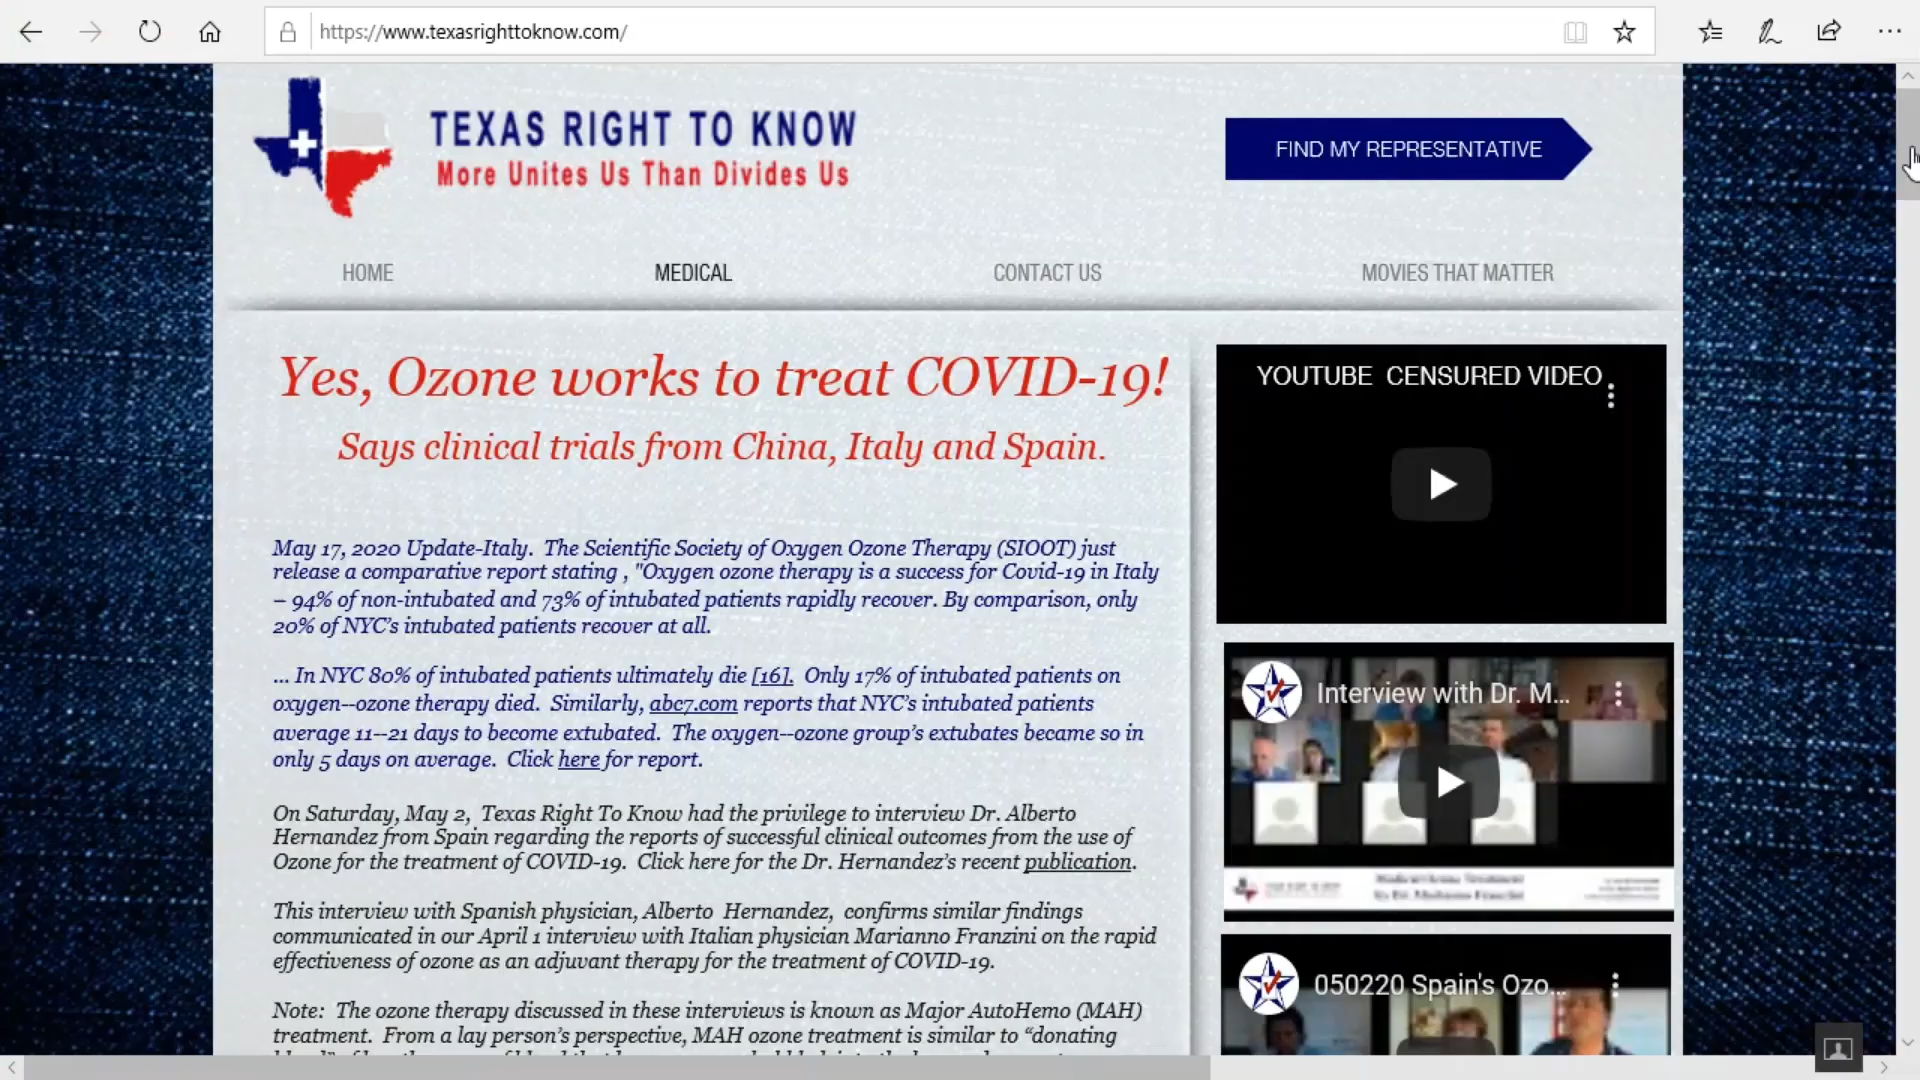 https://www.texasrighttoknow.com/
TEXAS RIGHT TO KNOW
More Unites Us Than Divides Us
FIND MY REPRESENTATIVE
HOME
MEDICAL
CONTACT US
MOVIES THAT MATTER
Yes, Ozone works to treat COVID-19!
Says clinical trials from China, Italy and Spain.
May 17, 2020 Update-Italy. The Scientific Society of Oxygen Ozone Therapy (SIOOT) just
release a comparative report stating , "Oxygen ozone therapy is a success for Covid-19 in Italy
– 94% of non-intubated and 73% of intubated patients rapidly recover. By comparison, only
20% of NYC's intubated patients recover at all.
... In NYC 80% of intubated patients ultimately die [16]. Only 17% of intubated patients on
oxygen--ozone therapy died. Similarly, abc7.com reports that NYC's intubated patients
average 11--21 days to become extubated. The oxygen--ozone group's extubates became so in
only 5 days on average. Click here for report.
On Saturday, May 2, Texas Right To Know had the privilege to interview Dr. Alberto
Hernandez from Spain regarding the reports of successful clinical outcomes from the use of
Ozone for the treatment of COVID-19. Click here for the Dr. Hernandez's recent publication.
This interview with Spanish physician, Alberto Hernandez, confirms similar findings
communicated in our April 1 interview with Italian physician Marianno Franzini on the rapid
effectiveness of ozone as an adjuvant therapy for the treatment of COVID-19.
Note: The ozone therapy discussed in these interviews is known as Major AutoHemo (MAH)
treatment. From a lay person's perspective, MAH ozone treatment is similar to "donating
YOUTUBE CENSURED VIDEO
Interview with Dr. M...
050220 Spain's Ozo...